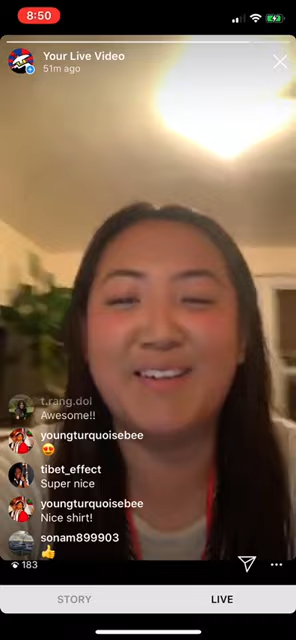 8:50
Your Live Video
51m ago
t.rang.dol
Awesome!!
youngturquoisebee
😍
tibet_effect
Super nice
youngturquoisebee
Nice shirt!
sonam899903
👍
183
STORY LIVE